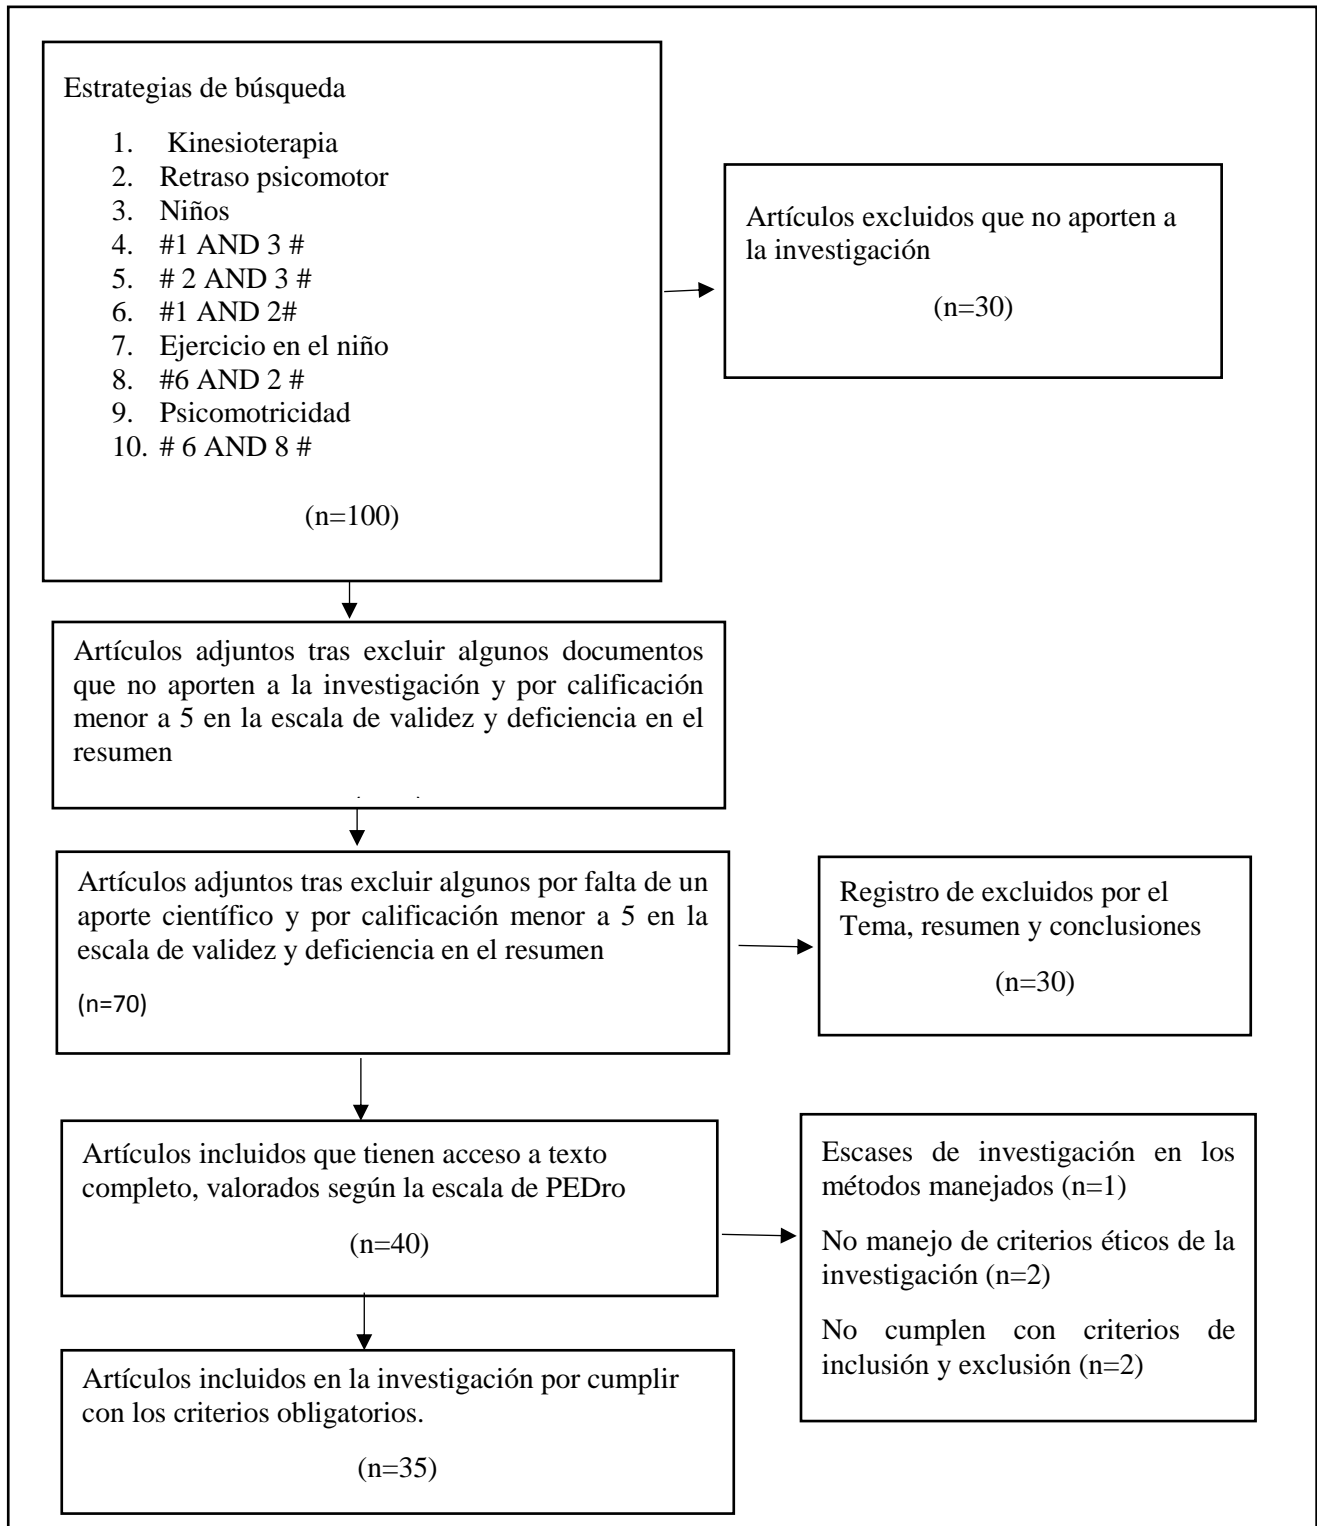 Estrategias de búsqueda
1. Kinesioterapia
2. Retraso psicomotor
3. Niños
4. #1 AND 3 #
5. # 2 AND 3 #
6. #1 AND 2#
7. Ejercicio en el niño
8. #6 AND 2 #
9. Psicomotricidad
10. # 6 AND 8 #
(n=100)
Artículos excluidos que no aporten a
la investigación
(n=30)
Artículos adjuntos tras excluir algunos documentos
que no aporten a la investigación y por calificación
menor a 5 en la escala de validez y deficiencia en el
resumen
Artículos adjuntos tras excluir algunos por falta de un
aporte científico y por calificación menor a 5 en la
escala de validez y deficiencia en el resumen
(n=70)
Registro de excluidos por el
Tema, resumen y conclusiones
(n=30)
Artículos incluidos que tienen acceso a texto
completo, valorados según la escala de PEDro
(n=40)
Escases de investigación en los
métodos manejados (n=1)
No manejo de criterios éticos de la
investigación (n=2)
No cumplen con criterios de
inclusión y exclusión (n=2)
Artículos incluidos en la investigación por cumplir
con los criterios obligatorios.
(n=35)